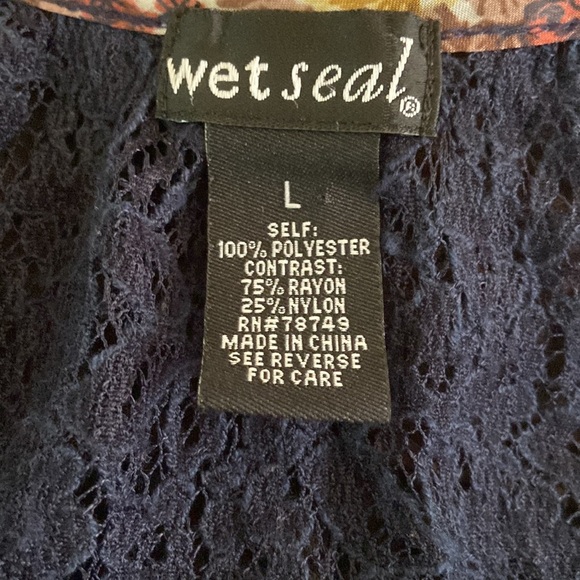 wet seal®
L
SELF:
100% POLYESTER
CONTRAST:
75% RAYON
25% NYLON
RN#78749
MADE IN CHINA
SEE REVERSE
FOR CARE